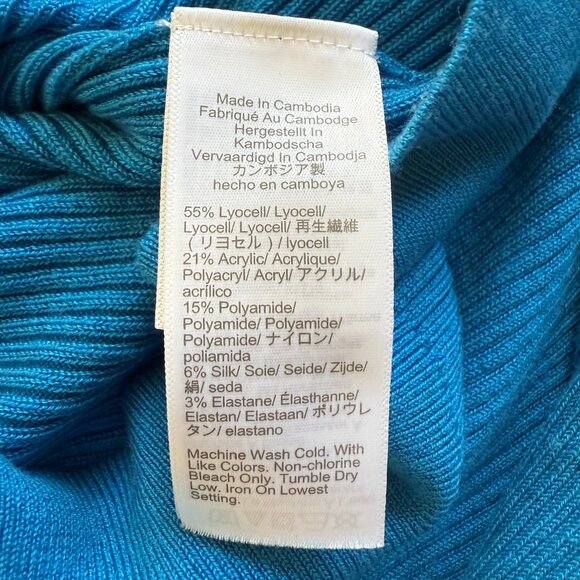 Made In Cambodia
Fabriqué Au Cambodge
Hergestellt In
Kambodscha
Vervaardigd In Cambodja
カンボジア製
hecho en camboya
55% Lyocell/ Lyocell/
Lyocell/ Lyocell/ 再生繊維
(リヨセル)/ lyocell
21% Acrylic/ Acrylique/
Polyacryl/ Acryl/ アクリル/
acrílico
15% Polyamide/
Polyamide/ Polyamide/
Polyamide/ ナイロン/
poliamida
6% Silk/ Soie/ Seide/ Zijde/
絹/ seda
3% Elastane/ Élasthanne/
Elastan/ Elastaan/ ポリウレ
タン/ elastano
Machine Wash Cold, With
Like Colors, Non-chlorine
Bleach Only. Tumble Dry
Low. Iron On Lowest
Setting.